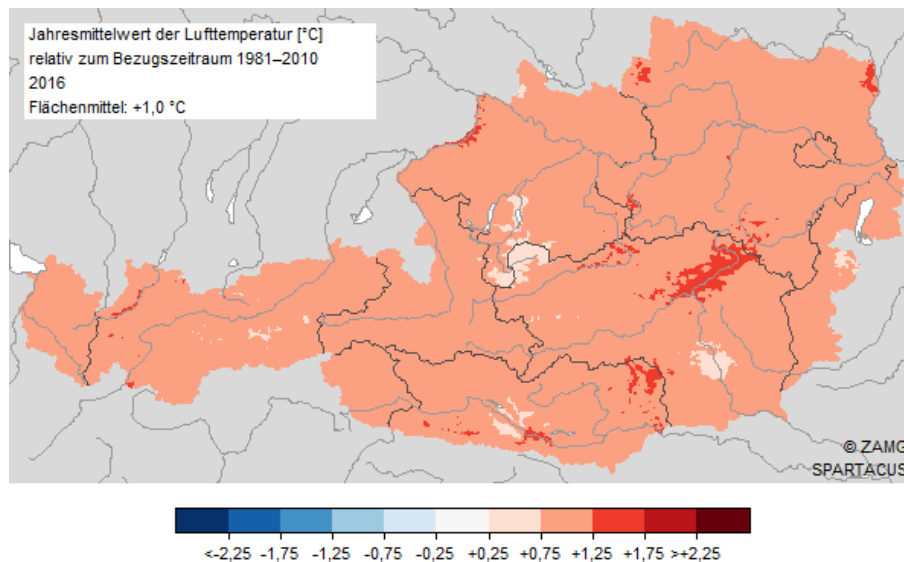 Jahresmittelwert der Lufttemperatur [°C]
relativ zum Bezugszeitraum 1981–2010
2016
Flächenmittel: +1,0 °C
© ZAMG
SPARTACUS
<-2,25 -1,75 -1,25 -0,75 -0,25 +0,25 +0,75 +1,25 +1,75 >+2,25